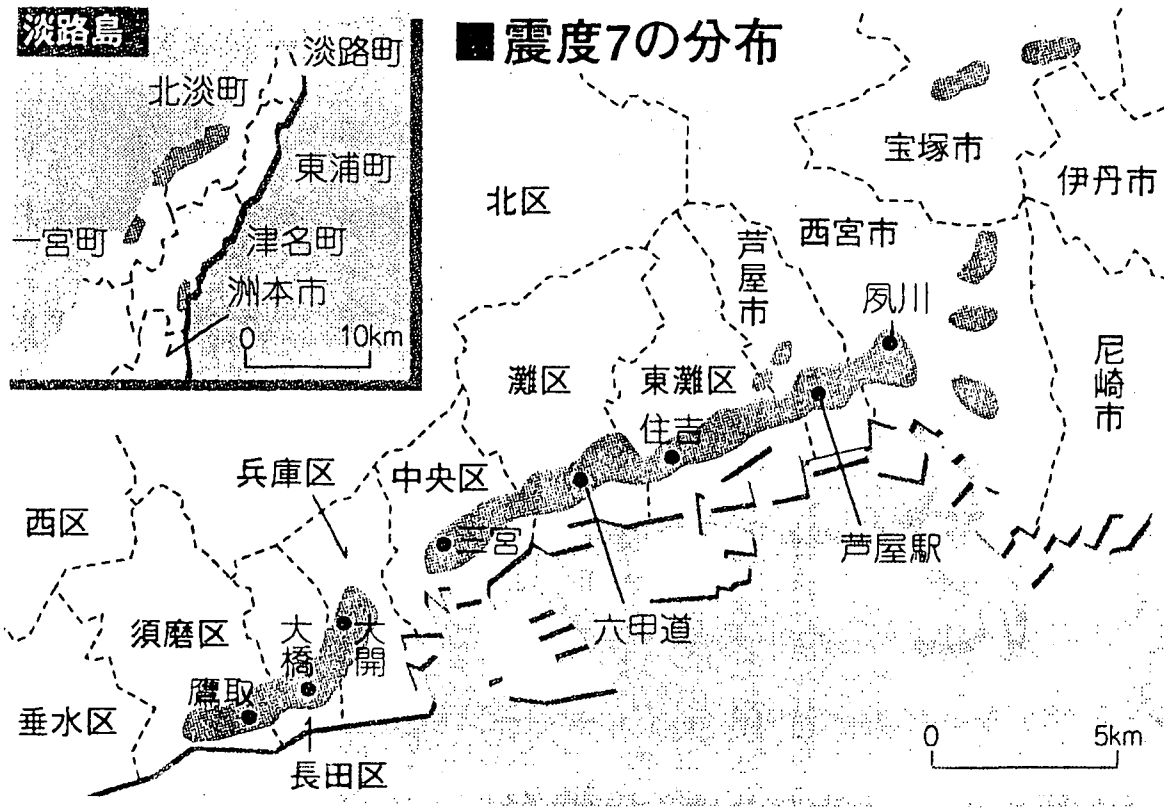 淡路島
■震度7の分布
淡路町
北淡町
東浦町
一宮町
津名町
洲本市
0 10km
宝塚市
伊丹市
北区
西宮市
芦屋市
夙川
尼崎市
灘区
東灘区
住吉
兵庫区
中央区
西区
三宮
芦屋駅
六甲道
須磨区
大橋
大開
鷹取
垂水区
長田区
0 5km